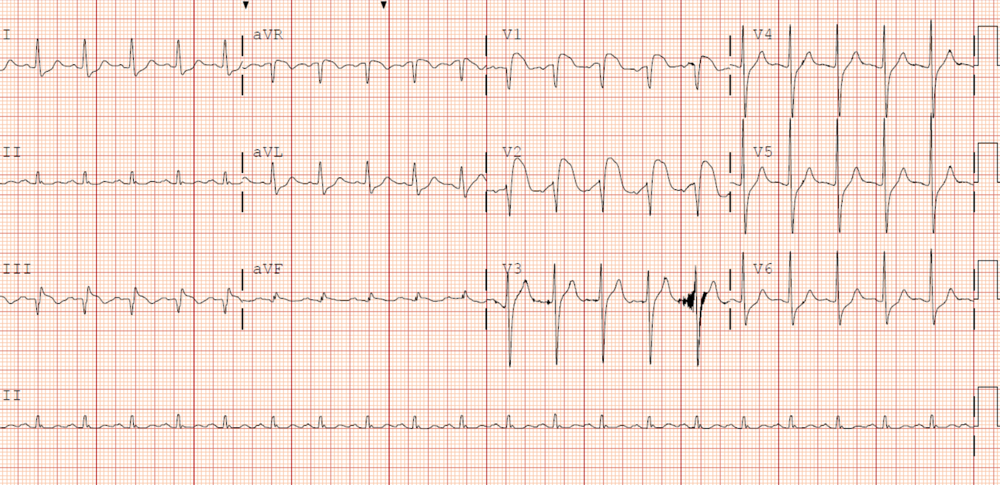 I aVR V1 V4
II aVL V2 V5
III aVF V3 V6
II